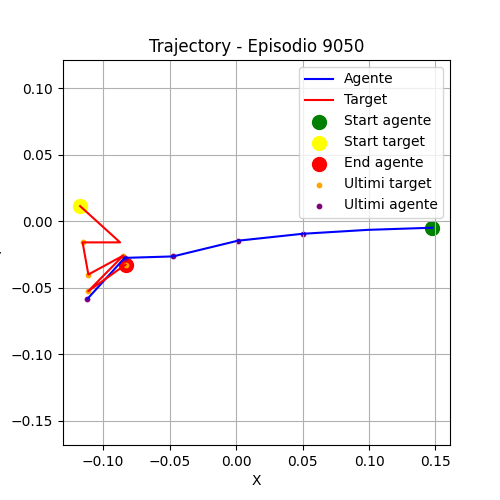 Trajectory - Episodio 9050
Agente
Target
Start agente
Start target
End agente
Ultimi target
Ultimi agente
0.10
0.05
0.00
−0.05
−0.10
−0.15
−0.10
−0.05
0.00
0.05
0.10
0.15
X